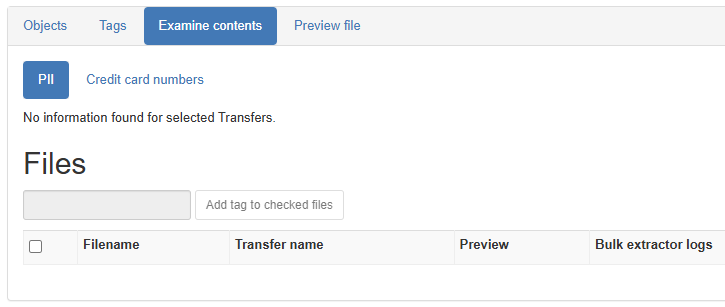 Objects Tags Examine contents Preview file
PII Credit card numbers
No information found for selected Transfers.
Files
Add tag to checked files
Filename Transfer name Preview Bulk extractor logs